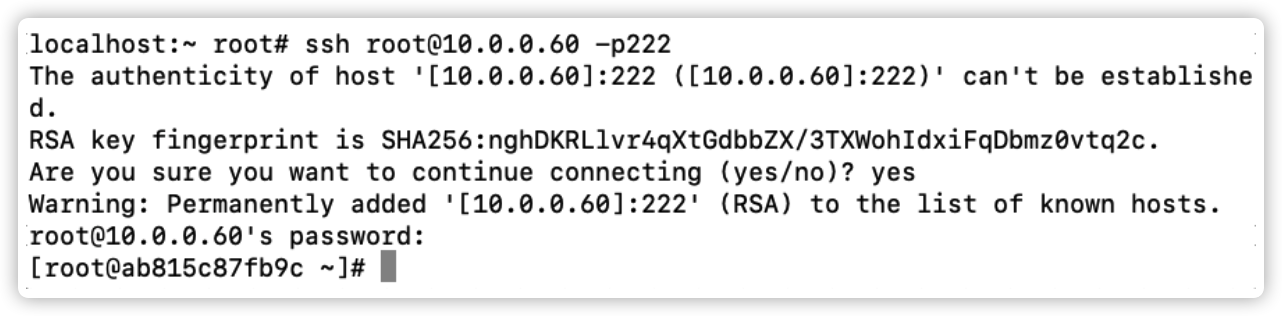 localhost:~ root# ssh root@10.0.0.60 -p222
The authenticity of host '[10.0.0.60]:222 ([10.0.0.60]:222)' can't be establishe
d.
RSA key fingerprint is SHA256:nghDKRLlvr4qXtGdbbZX/3TXWohIdxiFqDbmz0vtq2c.
Are you sure you want to continue connecting (yes/no)? yes
Warning: Permanently added '[10.0.0.60]:222' (RSA) to the list of known hosts.
root@10.0.0.60's password:
[root@ab815c87fb9c ~]#